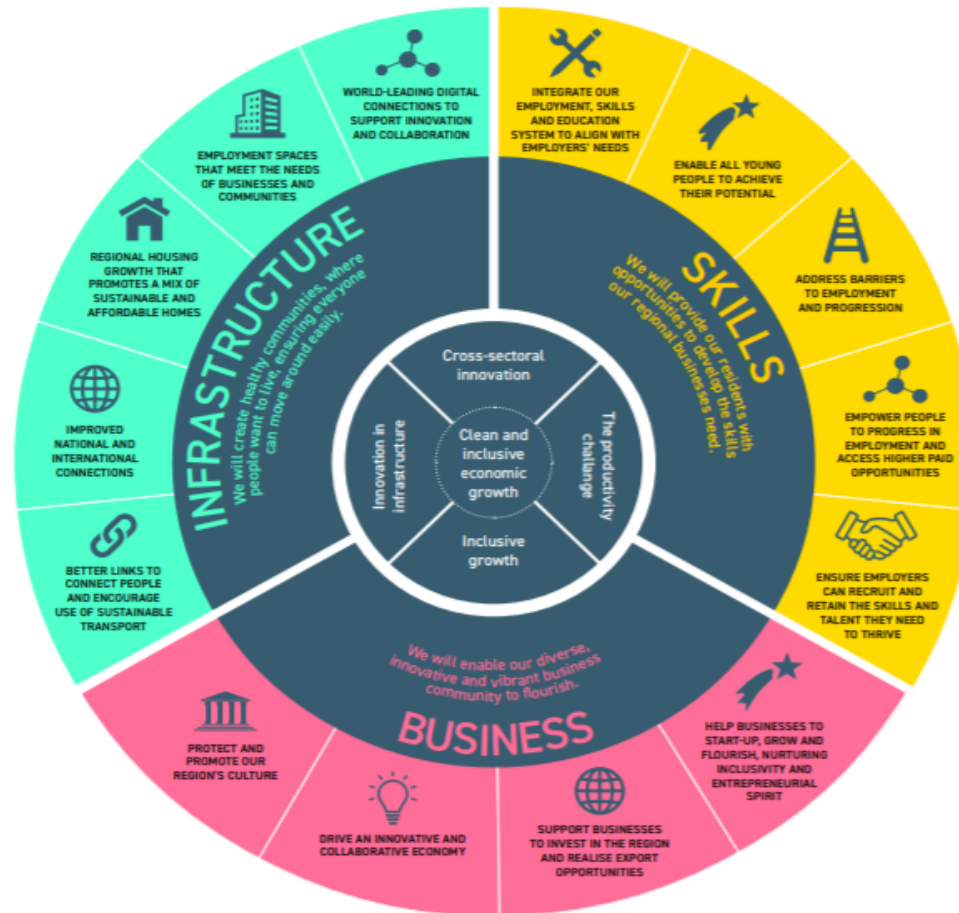 WORLD-LEADING DIGITAL
CONNECTIONS TO
SUPPORT INNOVATION
AND COLLABORATION
EMPLOYMENT SPACES
THAT MEET THE NEEDS
OF BUSINESSES AND
COMMUNITIES
REGIONAL HOUSING
GROWTH THAT
PROMOTES A MIX OF
SUSTAINABLE AND
AFFORDABLE HOMES
IMPROVED
NATIONAL AND
INTERNATIONAL
CONNECTIONS
BETTER LINKS TO
CONNECT PEOPLE
AND ENCOURAGE
USE OF SUSTAINABLE
TRANSPORT
INFRASTRUCTURE
We will create healthy communities, where
people want to live, ensuring everyone
can move around easily.
INTEGRATE OUR
EMPLOYMENT, SKILLS
AND EDUCATION
SYSTEM TO ALIGN WITH
EMPLOYERS' NEEDS
ENABLE ALL YOUNG
PEOPLE TO ACHIEVE
THEIR POTENTIAL
ADDRESS BARRIERS
TO EMPLOYMENT
AND PROGRESSION
EMPOWER PEOPLE
TO PROGRESS IN
EMPLOYMENT AND
ACCESS HIGHER PAID
OPPORTUNITIES
ENSURE EMPLOYERS
CAN RECRUIT AND
RETAIN THE SKILLS AND
TALENT THEY NEED
TO THRIVE
SKILLS
We will provide our residents with
opportunities to develop the skills
our regional businesses need.
Cross-sectoral
innovation
Innovation in
infrastructure
Clean and
inclusive
economic
growth
The productivity
challange
Inclusive
growth
We will enable our diverse,
innovative and vibrant business
community to flourish.
BUSINESS
PROTECT AND
PROMOTE OUR
REGION'S CULTURE
DRIVE AN INNOVATIVE AND
COLLABORATIVE ECONOMY
SUPPORT BUSINESSES
TO INVEST IN THE REGION
AND REALISE EXPORT
OPPORTUNITIES
HELP BUSINESSES TO
START-UP, GROW AND
FLOURISH, NURTURING
INCLUSIVITY AND
ENTREPRENEURIAL
SPIRIT